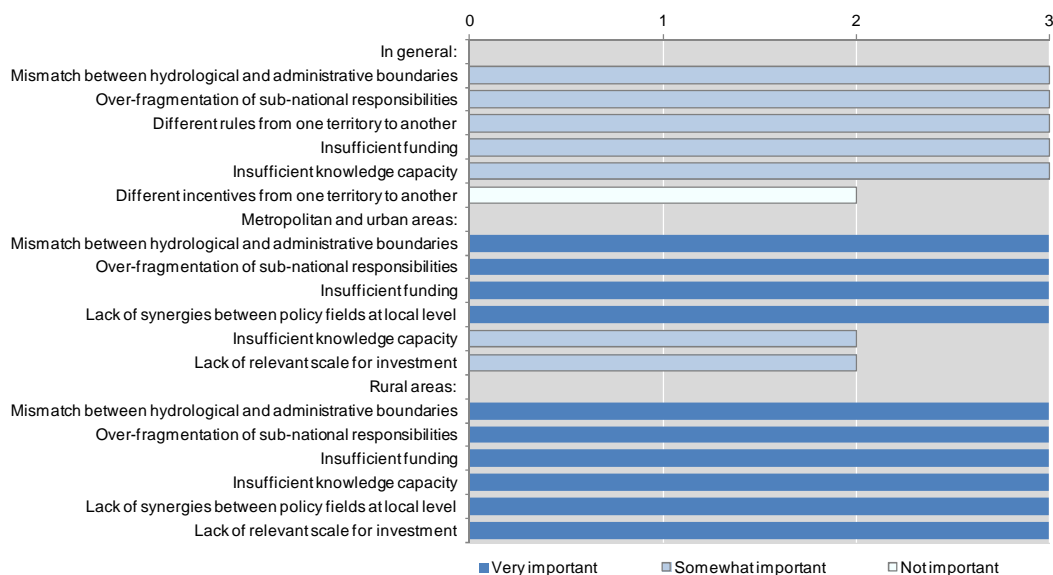 0 1 2 3
In general:
Mismatch between hydrological and administrative boundaries
Over-fragmentation of sub-national responsibilities
Different rules from one territory to another
Insufficient funding
Insufficient knowledge capacity
Different incentives from one territory to another
Metropolitan and urban areas:
Mismatch between hydrological and administrative boundaries
Over-fragmentation of sub-national responsibilities
Insufficient funding
Lack of synergies between policy fields at local level
Insufficient knowledge capacity
Lack of relevant scale for investment
Rural areas:
Mismatch between hydrological and administrative boundaries
Over-fragmentation of sub-national responsibilities
Insufficient funding
Insufficient knowledge capacity
Lack of synergies between policy fields at local level
Lack of relevant scale for investment
Very important Somewhat important Not important